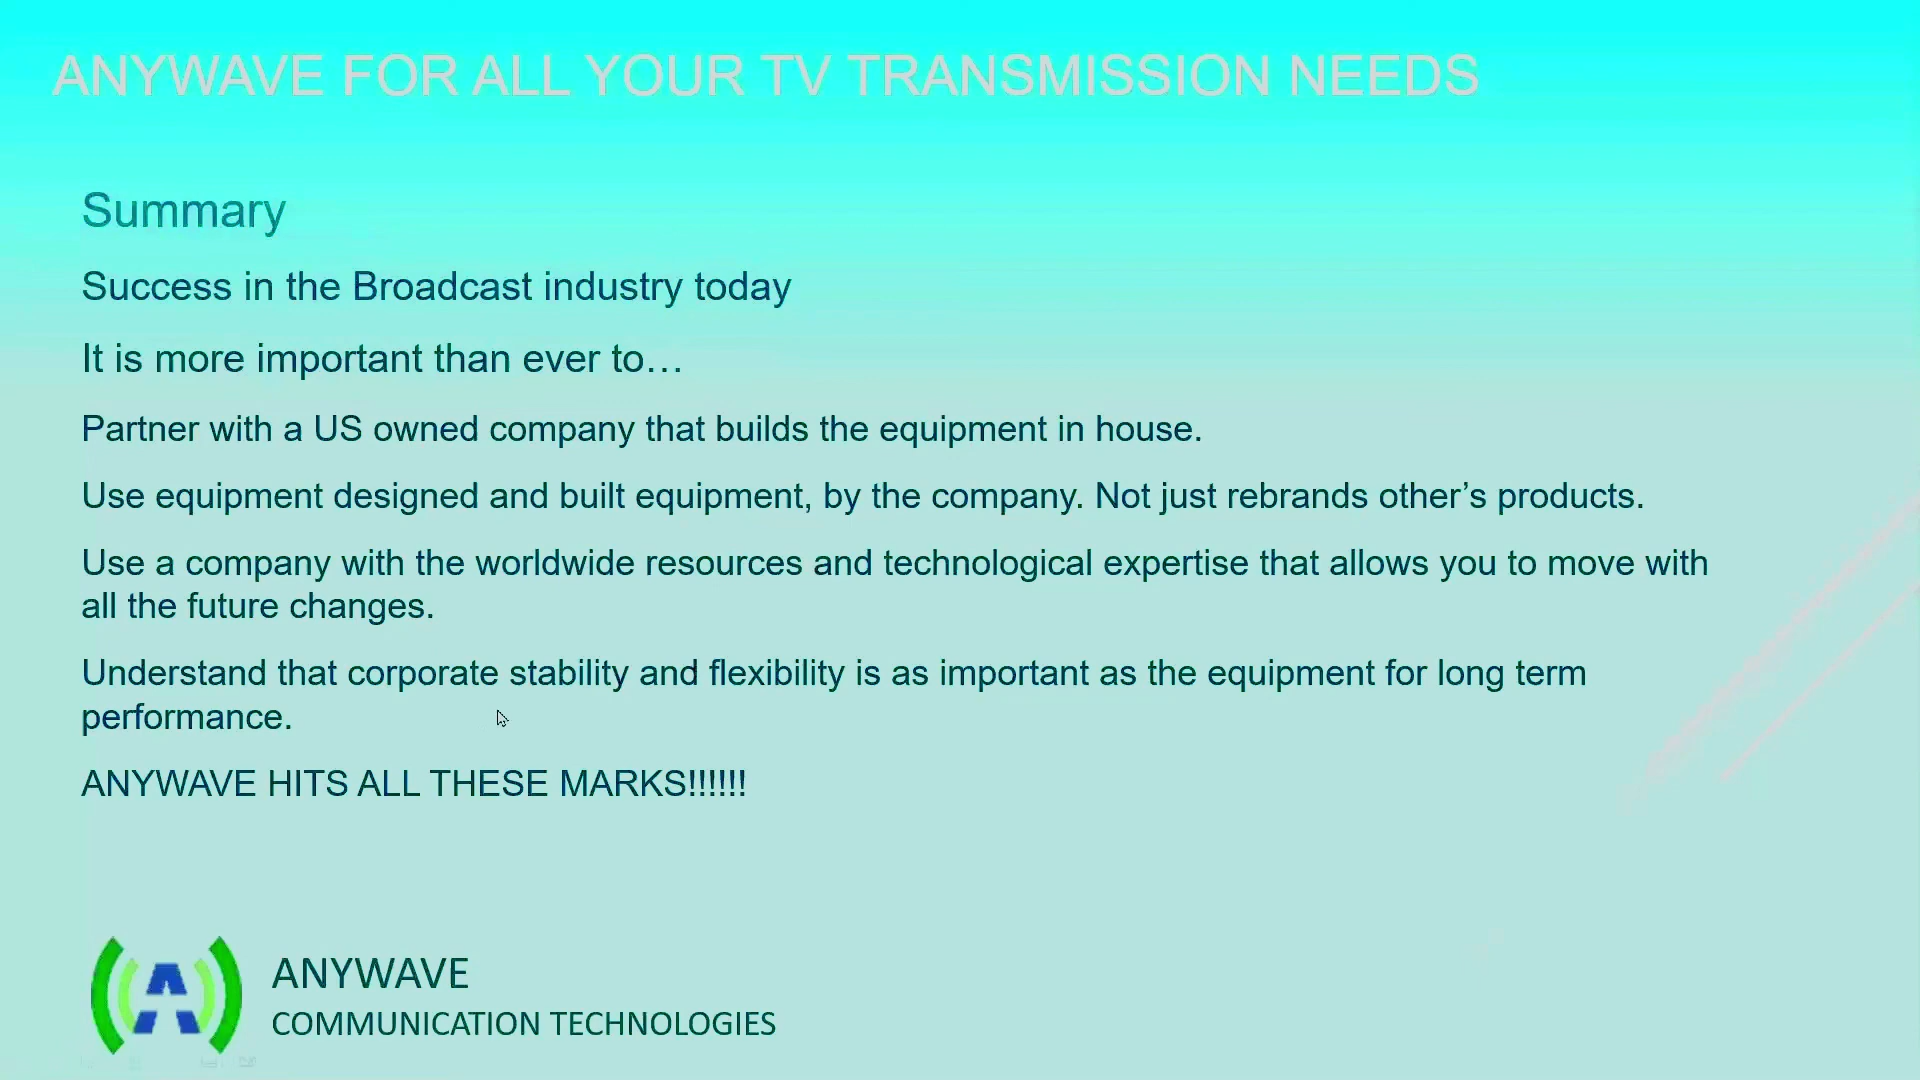 ANYWAVE FOR ALL YOUR TV TRANSMISSION NEEDS
Summary
Success in the Broadcast industry today
It is more important than ever to…
Partner with a US owned company that builds the equipment in house.
Use equipment designed and built equipment, by the company. Not just rebrands other’s products.
Use a company with the worldwide resources and technological expertise that allows you to move with
all the future changes.
Understand that corporate stability and flexibility is as important as the equipment for long term
performance.
ANYWAVE HITS ALL THESE MARKS!!!!!!
ANYWAVE
COMMUNICATION TECHNOLOGIES